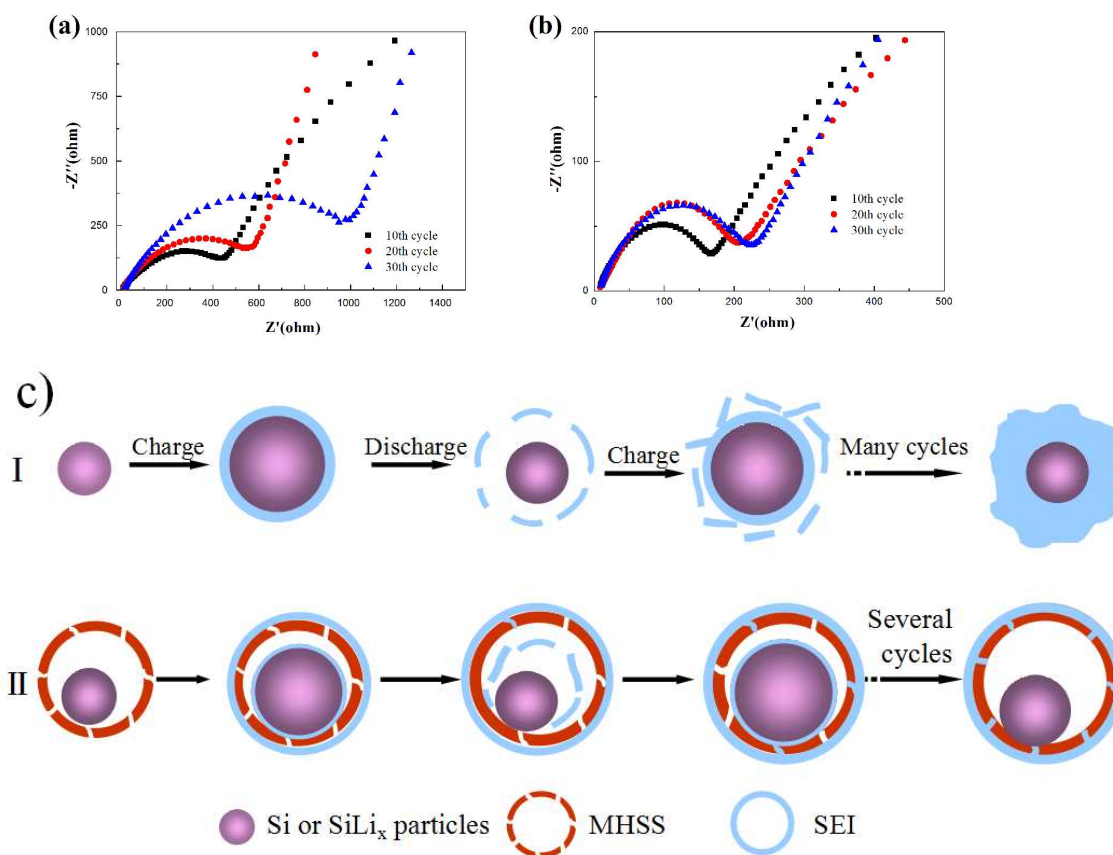 (a)
1000
750
500
250
0
-Z''(ohm)
10th cycle
20th cycle
30th cycle
0 200 400 600 800 1000 1200 1400
Z'(ohm)
(b)
200
100
0
-Z''(ohm)
10th cycle
20th cycle
30th cycle
0 100 200 300 400 500
Z'(ohm)
c)
I
Charge
Discharge
Charge
Many cycles
II
Several
cycles
Si or SiLiₓ particles
MHSS
SEI